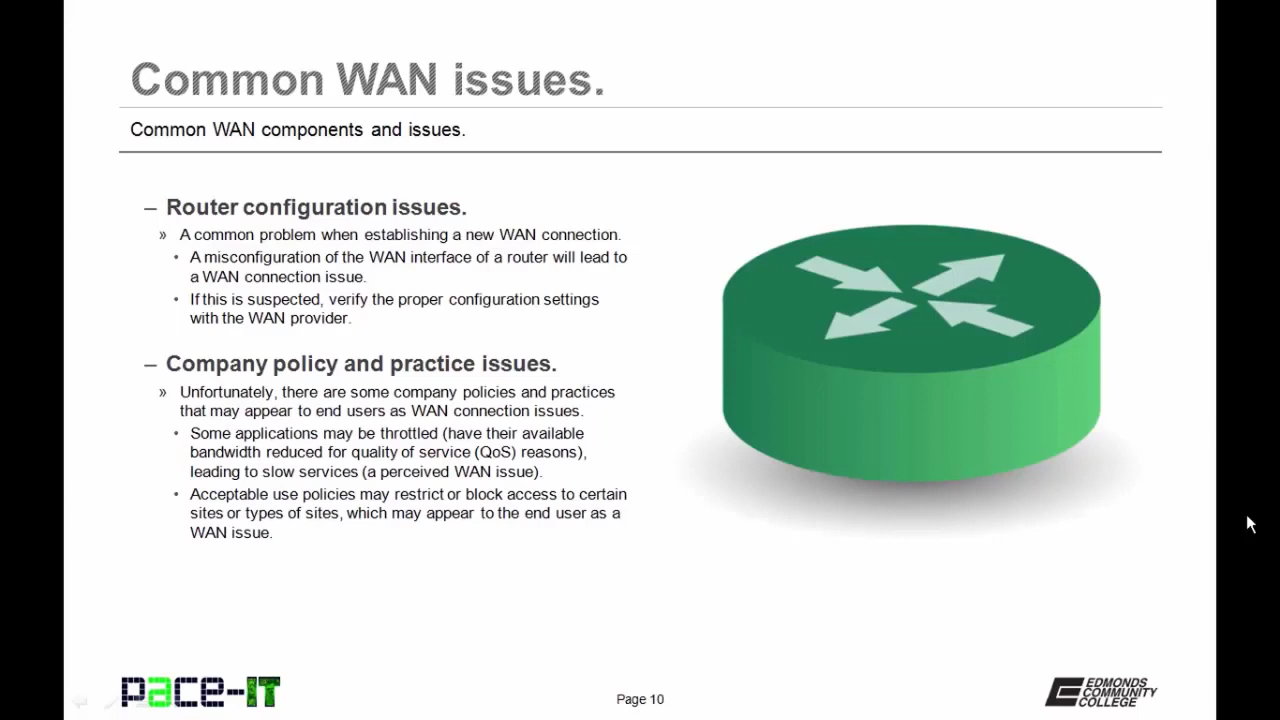 Common WAN issues.
Common WAN components and issues.
– Router configuration issues.
» A common problem when establishing a new WAN connection.
• A misconfiguration of the WAN interface of a router will lead to
a WAN connection issue.
• If this is suspected, verify the proper configuration settings
with the WAN provider.
– Company policy and practice issues.
» Unfortunately, there are some company policies and practices
that may appear to end users as WAN connection issues.
• Some applications may be throttled (have their available
bandwidth reduced for quality of service (QoS) reasons),
leading to slow services (a perceived WAN issue).
• Acceptable use policies may restrict or block access to certain
sites or types of sites, which may appear to the end user as a
WAN issue.
pace-IT
Page 10
EDMONDS
COMMUNITY
COLLEGE